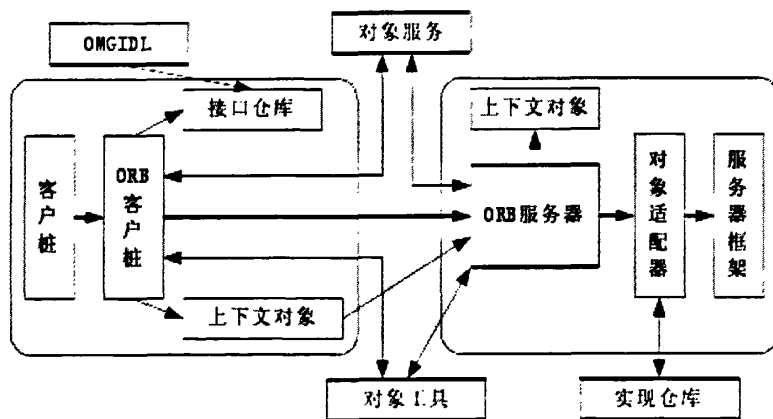 OMGIDL
对象服务
接口仓库
上下文对象
客户桩
ORB
客户桩
ORB服务器
对象适配器
服务器框架
上下文对象
对象工具
实现仓库